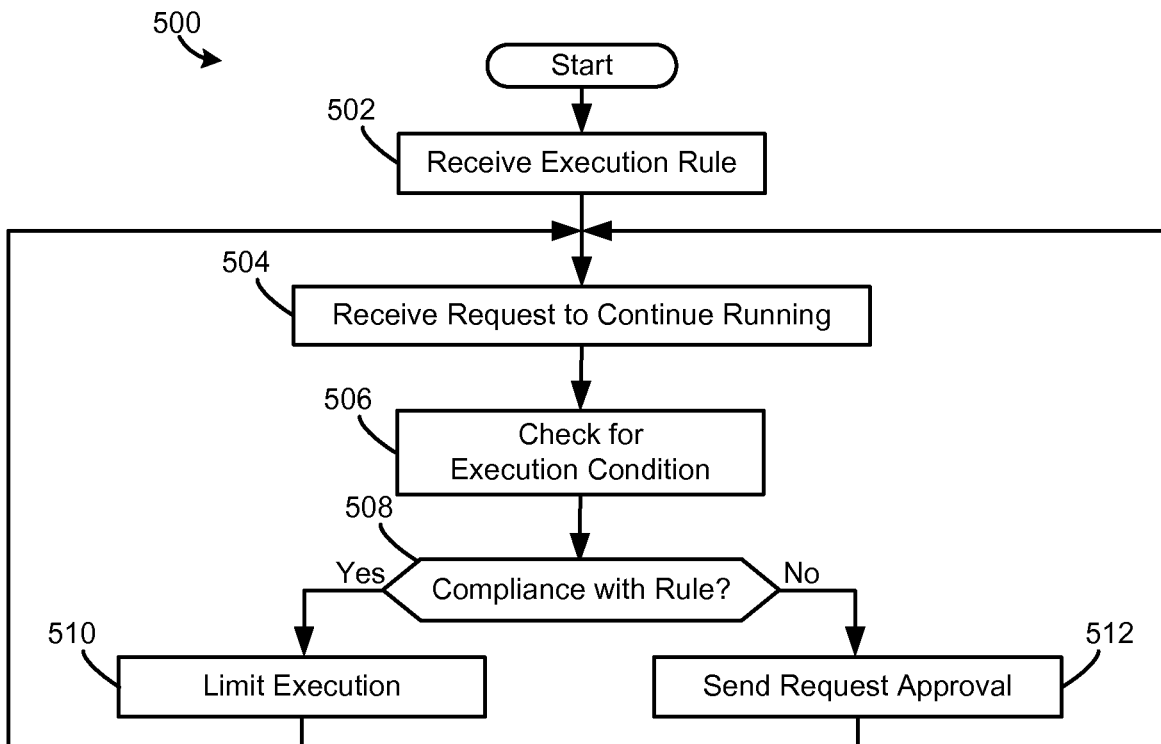 500
Start
502
Receive Execution Rule
504
Receive Request to Continue Running
506
Check for
Execution Condition
508
Yes
Compliance with Rule?
No
510
Limit Execution
Send Request Approval
512